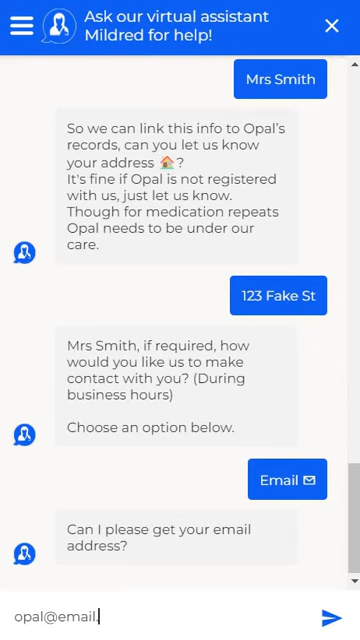 Ask our virtual assistant
Mildred for help!
Mrs Smith
So we can link this info to Opal's
records, can you let us know
your address 🏠?
It's fine if Opal is not registered
with us, just let us know.
Though for medication repeats
Opal needs to be under our
care.
123 Fake St
Mrs Smith, if required, how
would you like us to make
contact with you? (During
business hours)
Choose an option below.
Email ✉
Can I please get your email
address?
opal@email.